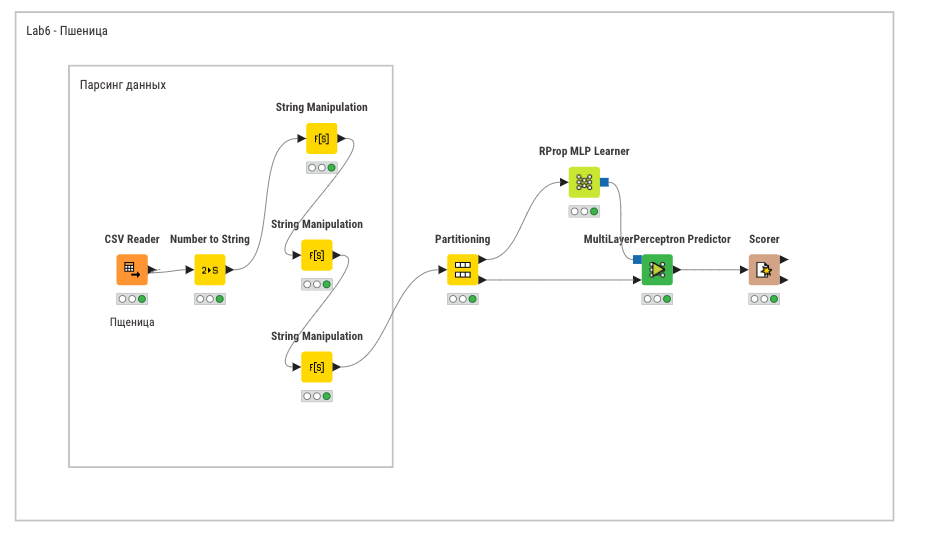 Lab6 - Пшеница
Парсинг данных
String Manipulation
F[S]
RProp MLP Learner
String Manipulation
F[S]
CSV Reader
Number to String
2▸S
Partitioning
MultiLayerPerceptron Predictor
Scorer
Пщеница
String Manipulation
F[S]